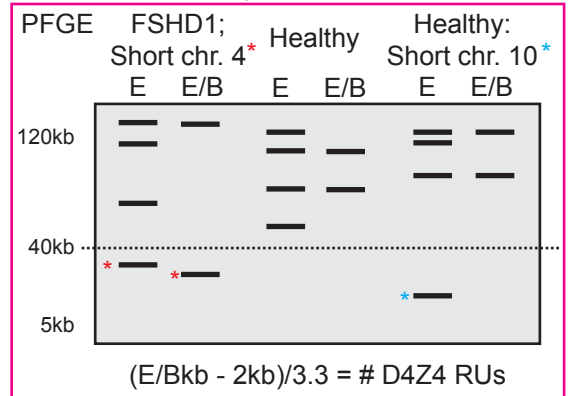 PFGE FSHD1; Healthy:
Short chr. 4* Healthy Short chr. 10*
E E/B E E/B E E/B
120kb
40kb
*
*
*
5kb
(E/Bkb - 2kb)/3.3 = # D4Z4 RUs